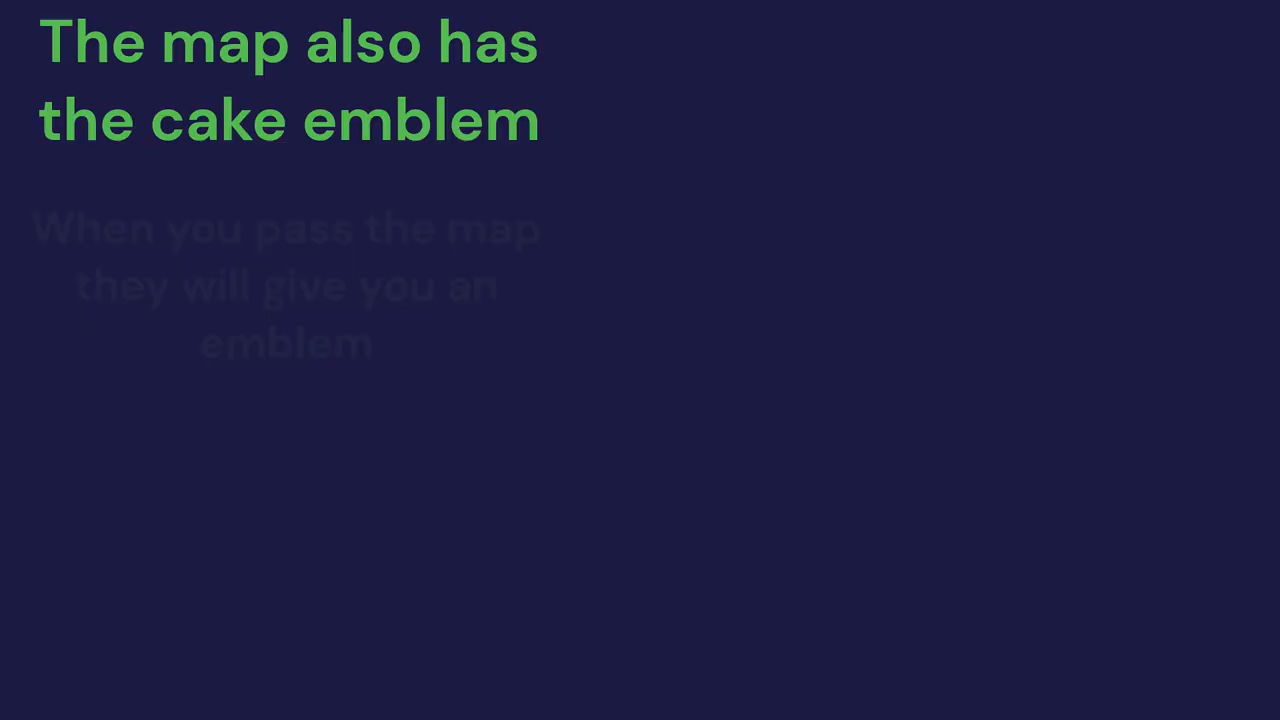 The map also has
the cake emblem
When you pass the map
they will give you an
emblem